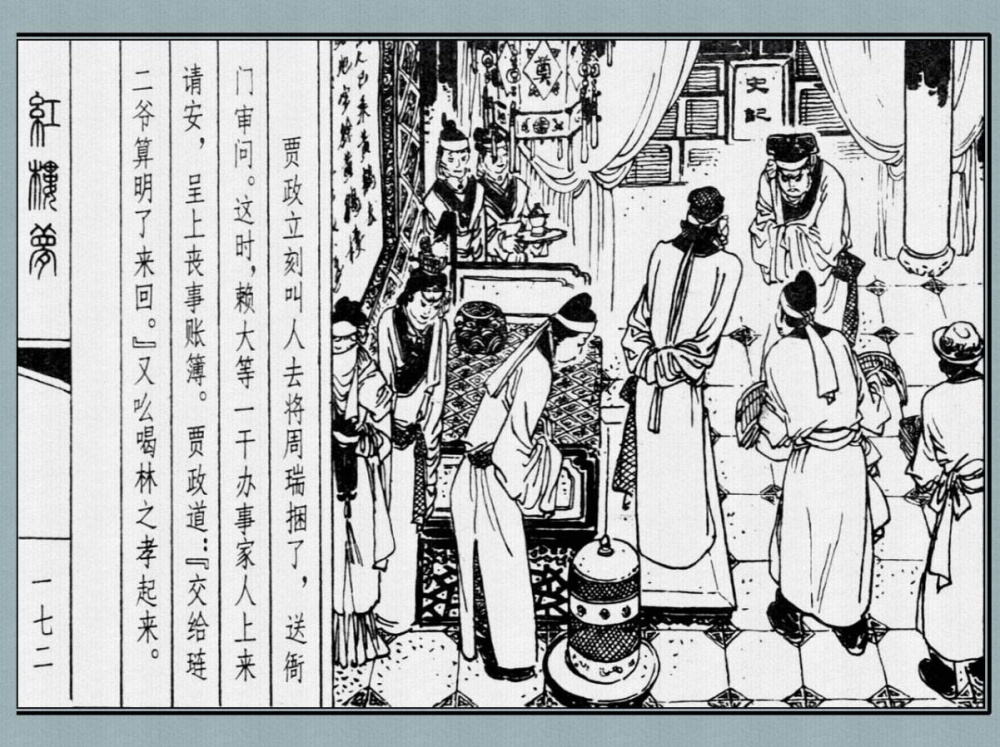 贾政立刻叫人去将周瑞捆了，送衙
门审问。这时，赖大等一干办事家人上来
请安，呈上丧事账簿。贾政道：『交给琏
二爷算明了来回。』又吆喝林之孝起来。
紅樓夢
一七二
奠
史記